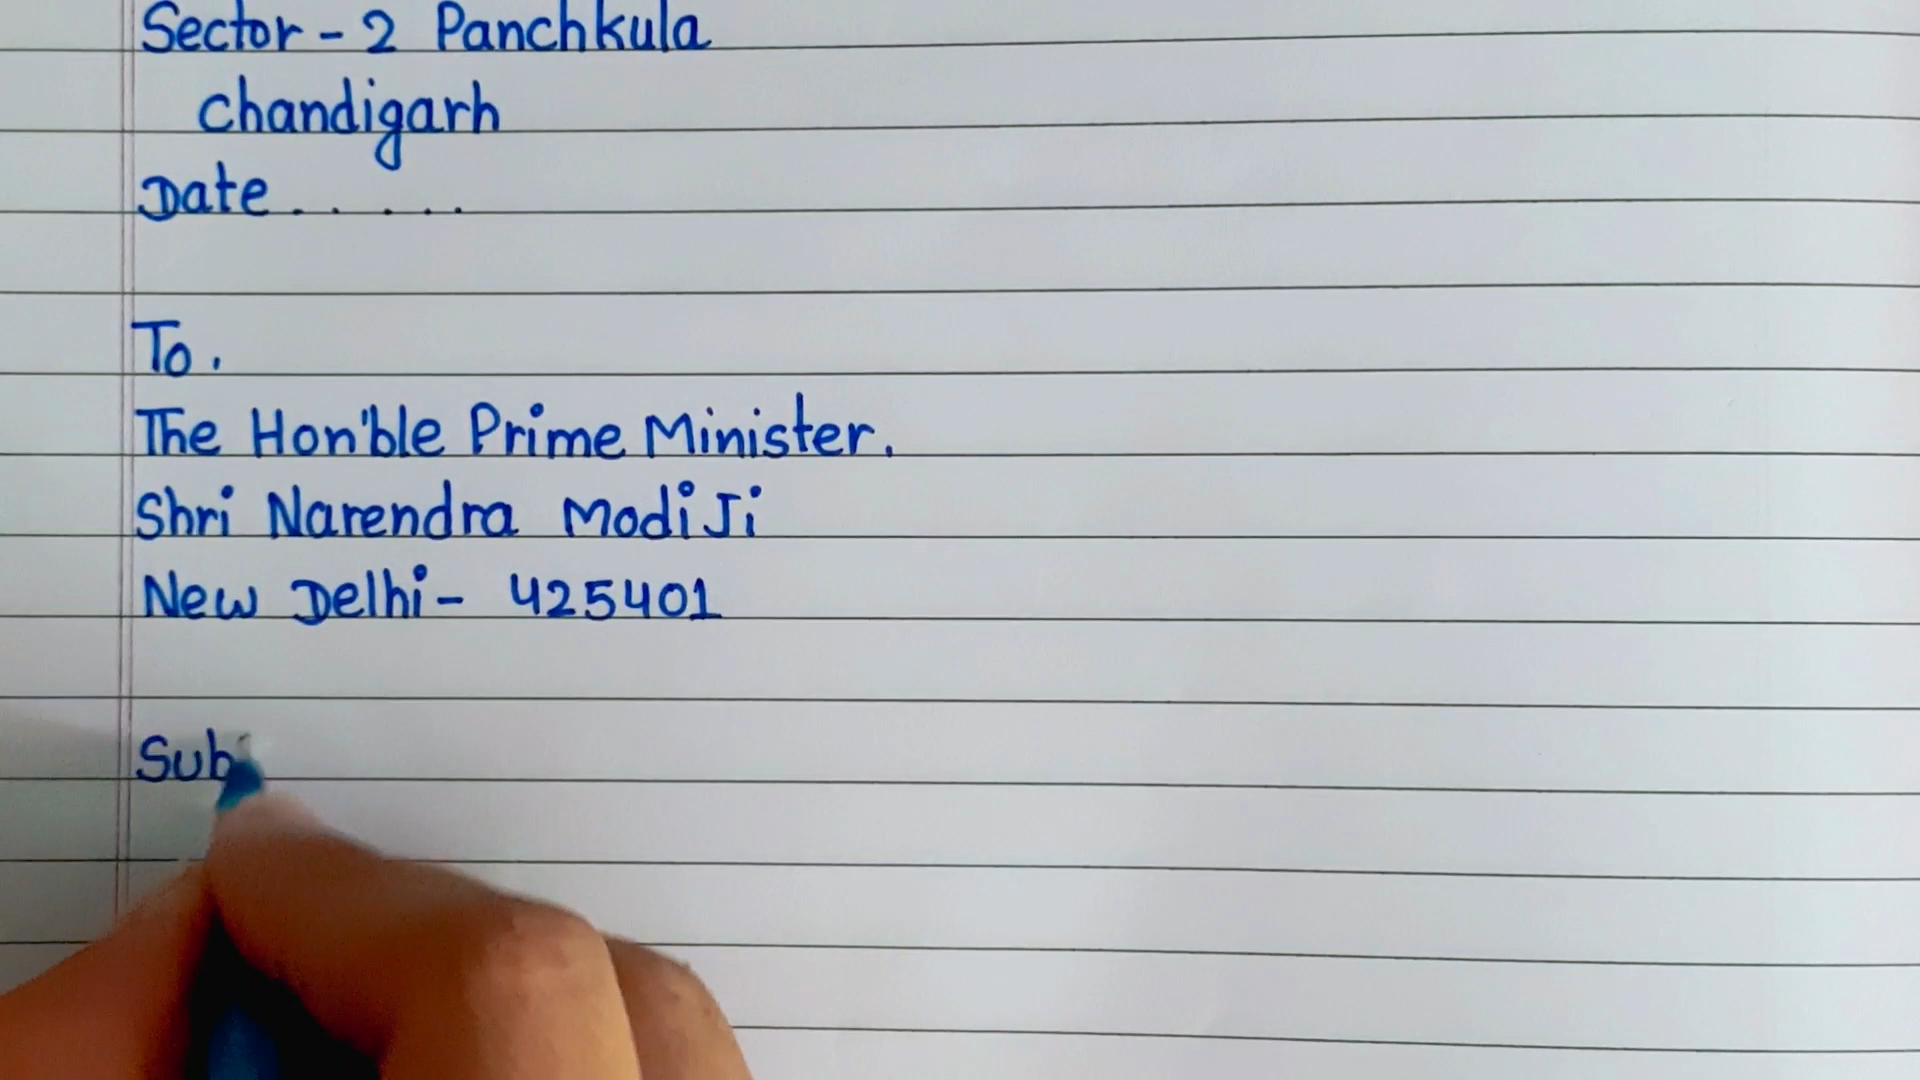 Sector - 2 Panchkula
Chandigarh
Date . . . . .
To.
The Hon'ble Prime Minister.
Shri Narendra Modi Ji
New Delhi - 425401
Sub